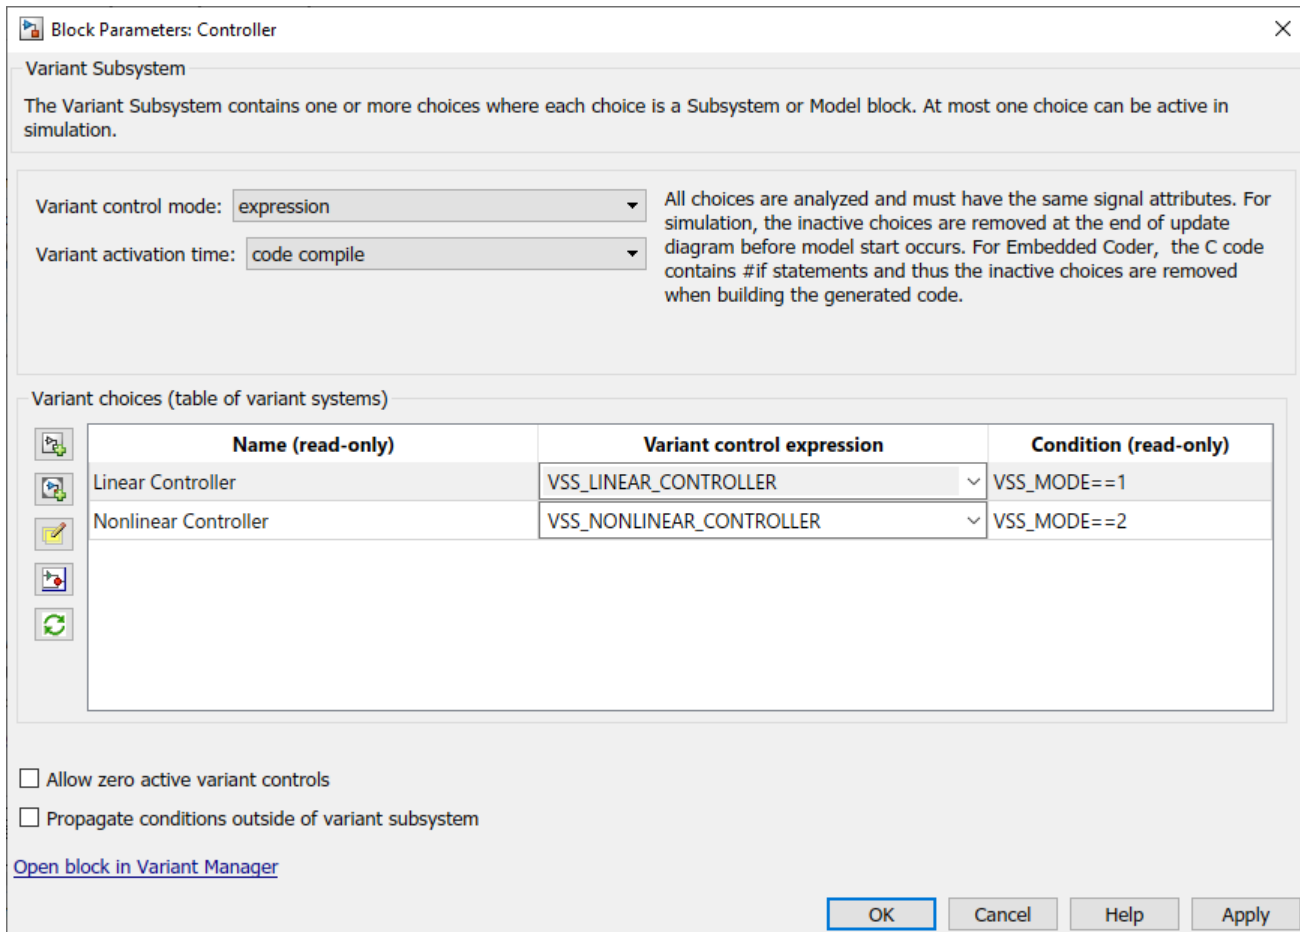 Block Parameters: Controller
Variant Subsystem
The Variant Subsystem contains one or more choices where each choice is a Subsystem or Model block. At most one choice can be active in
simulation.
Variant control mode: expression
Variant activation time: code compile
All choices are analyzed and must have the same signal attributes. For
simulation, the inactive choices are removed at the end of update
diagram before model start occurs. For Embedded Coder,  the C code
contains #if statements and thus the inactive choices are removed
when building the generated code.
Variant choices (table of variant systems)
Name (read-only) Variant control expression Condition (read-only)
Linear Controller VSS_LINEAR_CONTROLLER VSS_MODE==1
Nonlinear Controller VSS_NONLINEAR_CONTROLLER VSS_MODE==2
Allow zero active variant controls
Propagate conditions outside of variant subsystem
Open block in Variant Manager
OK Cancel Help Apply